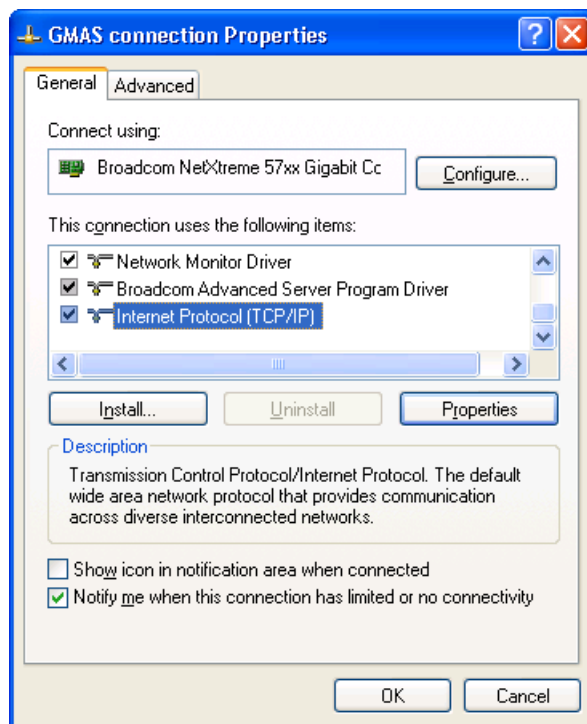 GMAS connection Properties
General
Advanced
Connect using:
Broadcom NetXtreme 57xx Gigabit Cc
Configure...
This connection uses the following items:
Network Monitor Driver
Broadcom Advanced Server Program Driver
Internet Protocol (TCP/IP)
Install...
Uninstall
Properties
Description
Transmission Control Protocol/Internet Protocol. The default
wide area network protocol that provides communication
across diverse interconnected networks.
Show icon in notification area when connected
Notify me when this connection has limited or no connectivity
OK
Cancel